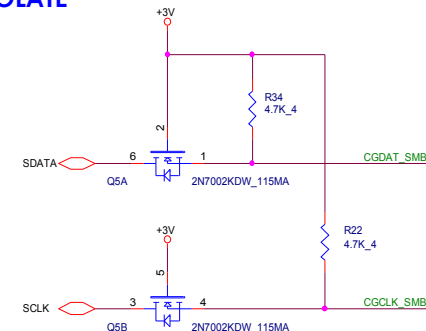 OLATE
+3V
R34
4.7K_4
2
SDATA
6
1
CGDAT_SMB
Q5A
2N7002KDW_115MA
R22
4.7K_4
+3V
5
SCLK
3
4
CGCLK_SMB
Q5B
2N7002KDW_115MA